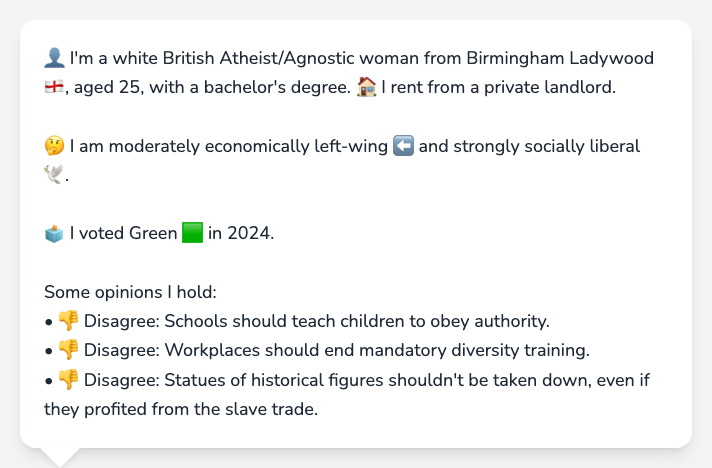 👤 I'm a white British Atheist/Agnostic woman from Birmingham Ladywood
🏴󠁧󠁢󠁥󠁮󠁧󠁿, aged 25, with a bachelor's degree. 🏠 I rent from a private landlord.
🤔 I am moderately economically left-wing ⬅️ and strongly socially liberal
🕊️.
🗳️ I voted Green 🟩 in 2024.
Some opinions I hold:
• 👎 Disagree: Schools should teach children to obey authority.
• 👎 Disagree: Workplaces should end mandatory diversity training.
• 👎 Disagree: Statues of historical figures shouldn't be taken down, even if
they profited from the slave trade.